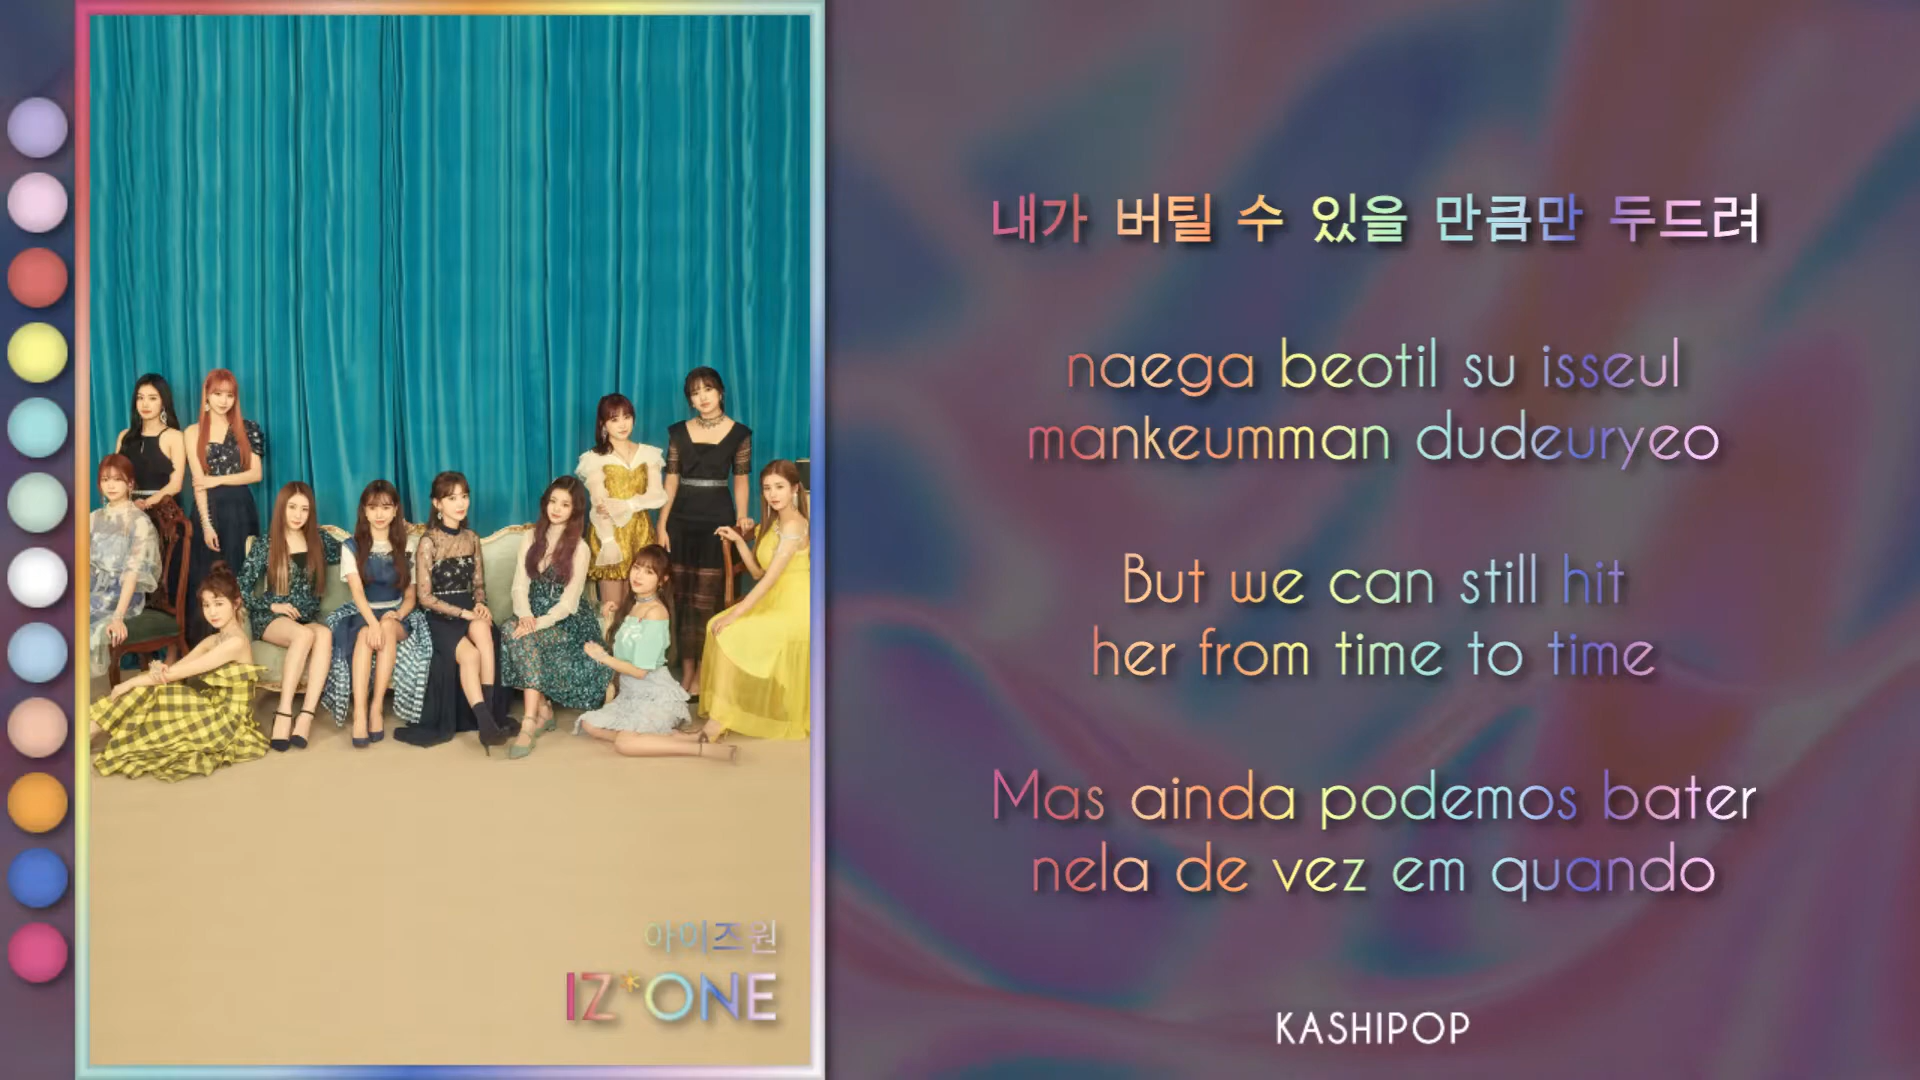 내가 버틸 수 있을 만큼만 두드려
naega beotil su isseul
mankeumman dudeuryeo
But we can still hit
her from time to time
Mas ainda podemos bater
nela de vez em quando
아이즈원
IZ*ONE
KASHIPOP